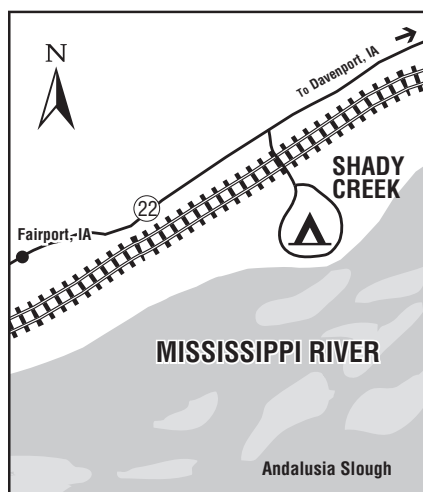 N
To Davenport, IA
SHADY
CREEK
22
Fairport, IA
MISSISSIPPI RIVER
Andalusia Slough